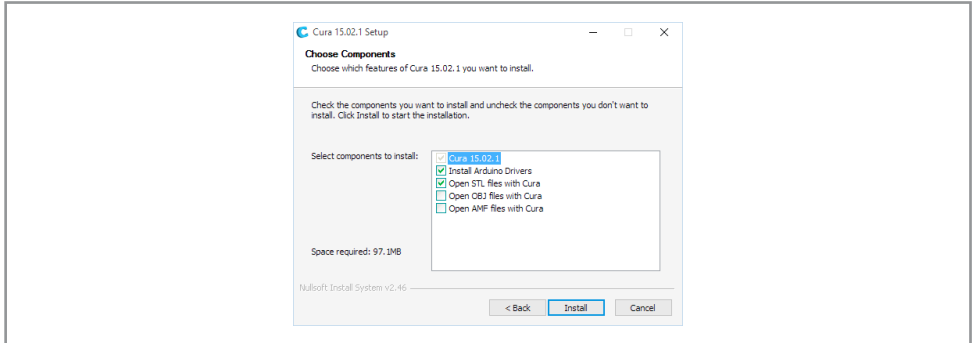 Cura 15.02.1 Setup
Choose Components
Choose which features of Cura 15.02.1 you want to install.
Check the components you want to install and uncheck the components you don't want to
install. Click Install to start the installation.
Select components to install:
Cura 15.02.1
Install Arduino Drivers
Open STL files with Cura
Open OBJ files with Cura
Open AMF files with Cura
Space required: 97.1MB
Nullsoft Install System v2.46
< Back Install Cancel